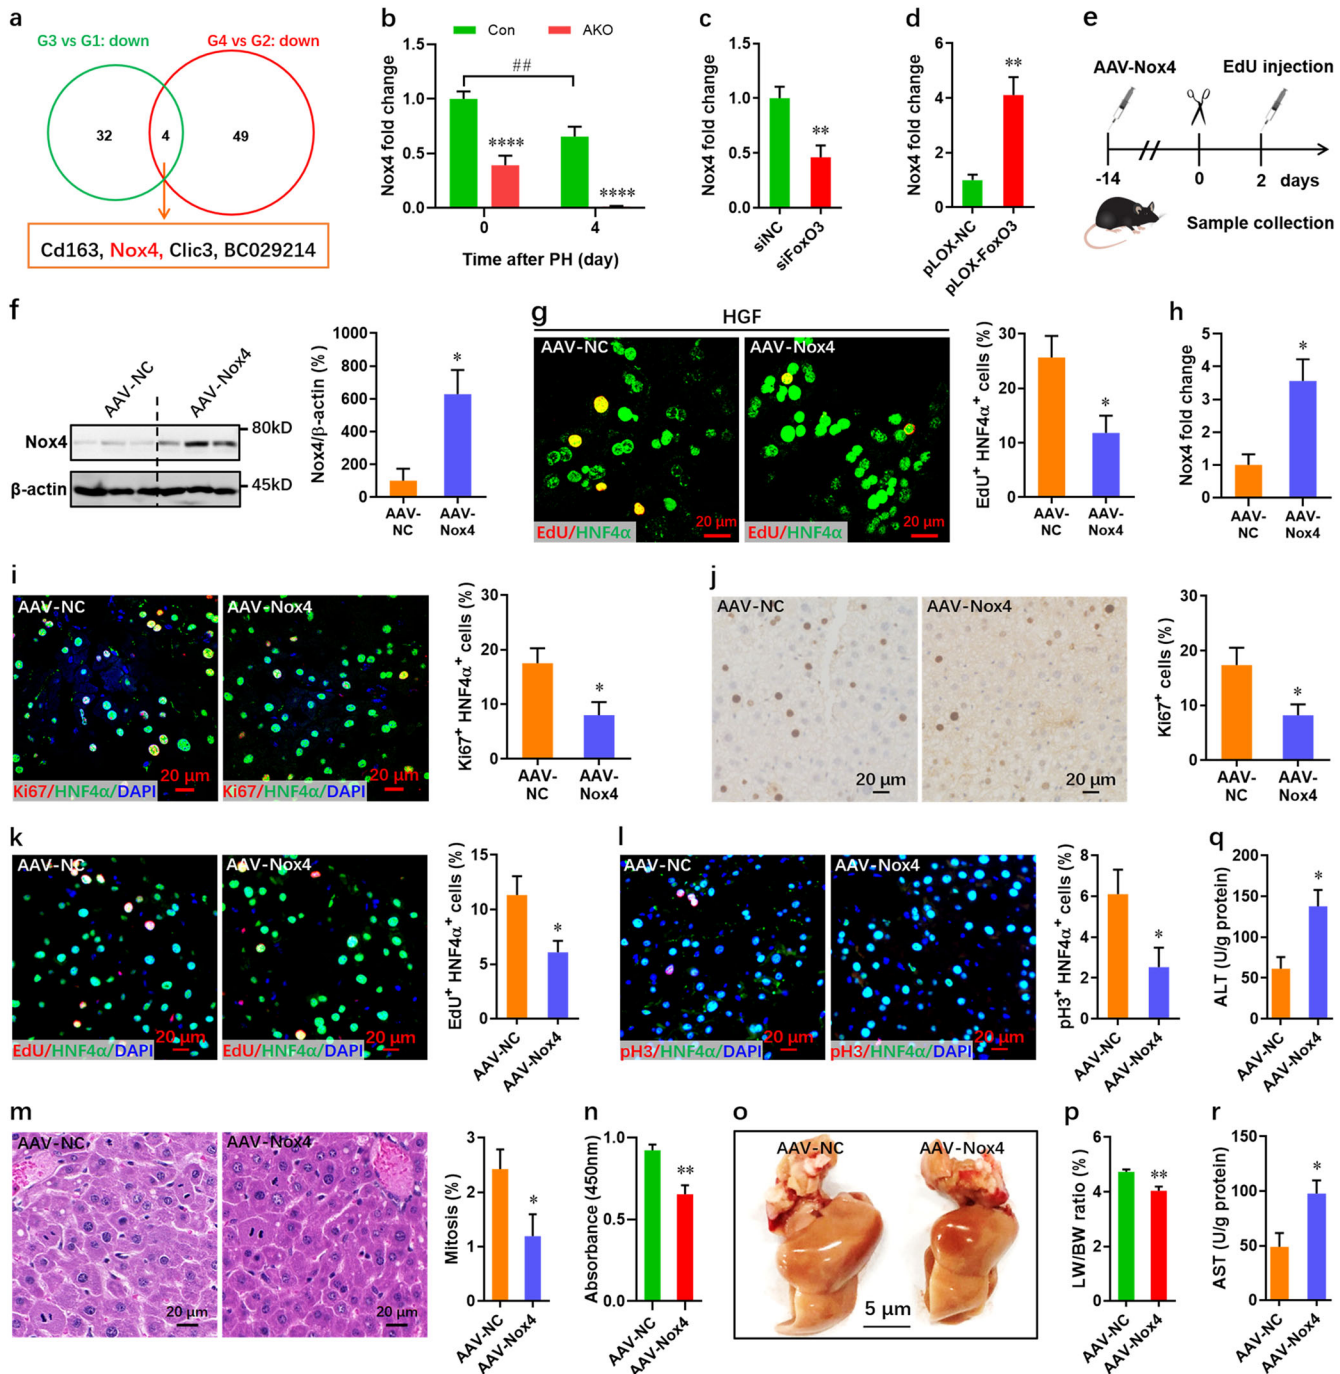 a
G3 vs G1: down
G4 vs G2: down
32
4
49
Cd163, Nox4, Clic3, BC029214
b
Con
AKO
Nox4 fold change
1.5
1.0
0.5
0.0
##
****
****
0
4
Time after PH (day)
c
Nox4 fold change
1.5
1.0
0.5
0.0
**
siNC
siFoxO3
d
Nox4 fold change
6
4
2
0
**
pLOX-NC
pLOX-FoxO3
e
AAV-Nox4
EdU injection
-14
0
2
days
Sample collection
f
AAV-NC
AAV-Nox4
Nox4
80kD
β-actin
45kD
Nox4/β-actin (%)
1000
800
600
400
200
0
*
AAV-
NC
AAV-
Nox4
g
HGF
AAV-NC
AAV-Nox4
20 μm
20 μm
EdU/HNF4α
EdU/HNF4α
EdU⁺ HNF4α⁺ cells (%)
30
20
10
0
*
AAV-
NC
AAV-
Nox4
h
Nox4 fold change
5
4
3
2
1
0
*
AAV-
NC
AAV-
Nox4
i
AAV-NC
AAV-Nox4
20 μm
20 μm
Ki67/HNF4α/DAPI
Ki67/HNF4α/DAPI
Ki67⁺ HNF4α⁺ cells (%)
30
20
10
0
*
AAV-
NC
AAV-
Nox4
j
AAV-NC
AAV-Nox4
20 μm
20 μm
Ki67⁺ cells (%)
30
20
10
0
*
AAV-
NC
AAV-
Nox4
k
AAV-NC
AAV-Nox4
20 μm
20 μm
EdU/HNF4α/DAPI
EdU/HNF4α/DAPI
EdU⁺ HNF4α⁺ cells (%)
15
10
5
0
*
AAV-NC
AAV-Nox4
l
AAV-NC
AAV-Nox4
20 μm
20 μm
pH3/HNF4α/DAPI
pH3/HNF4α/DAPI
pH3⁺ HNF4α⁺ cells (%)
8
6
4
2
0
*
AAV-NC
AAV-Nox4
q
ALT (U/g protein)
200
150
100
50
0
*
AAV-NC
AAV-Nox4
m
AAV-NC
AAV-Nox4
20 μm
20 μm
Mitosis (%)
3
2
1
0
*
AAV-NC
AAV-Nox4
n
Absorbance (450nm)
1.0
0.5
0.0
**
AAV-NC
AAV-Nox4
o
AAV-NC
AAV-Nox4
5 μm
p
LW/BW ratio (%)
6
4
2
0
**
AAV-NC
AAV-Nox4
r
AST (U/g protein)
150
100
50
0
*
AAV-NC
AAV-Nox4